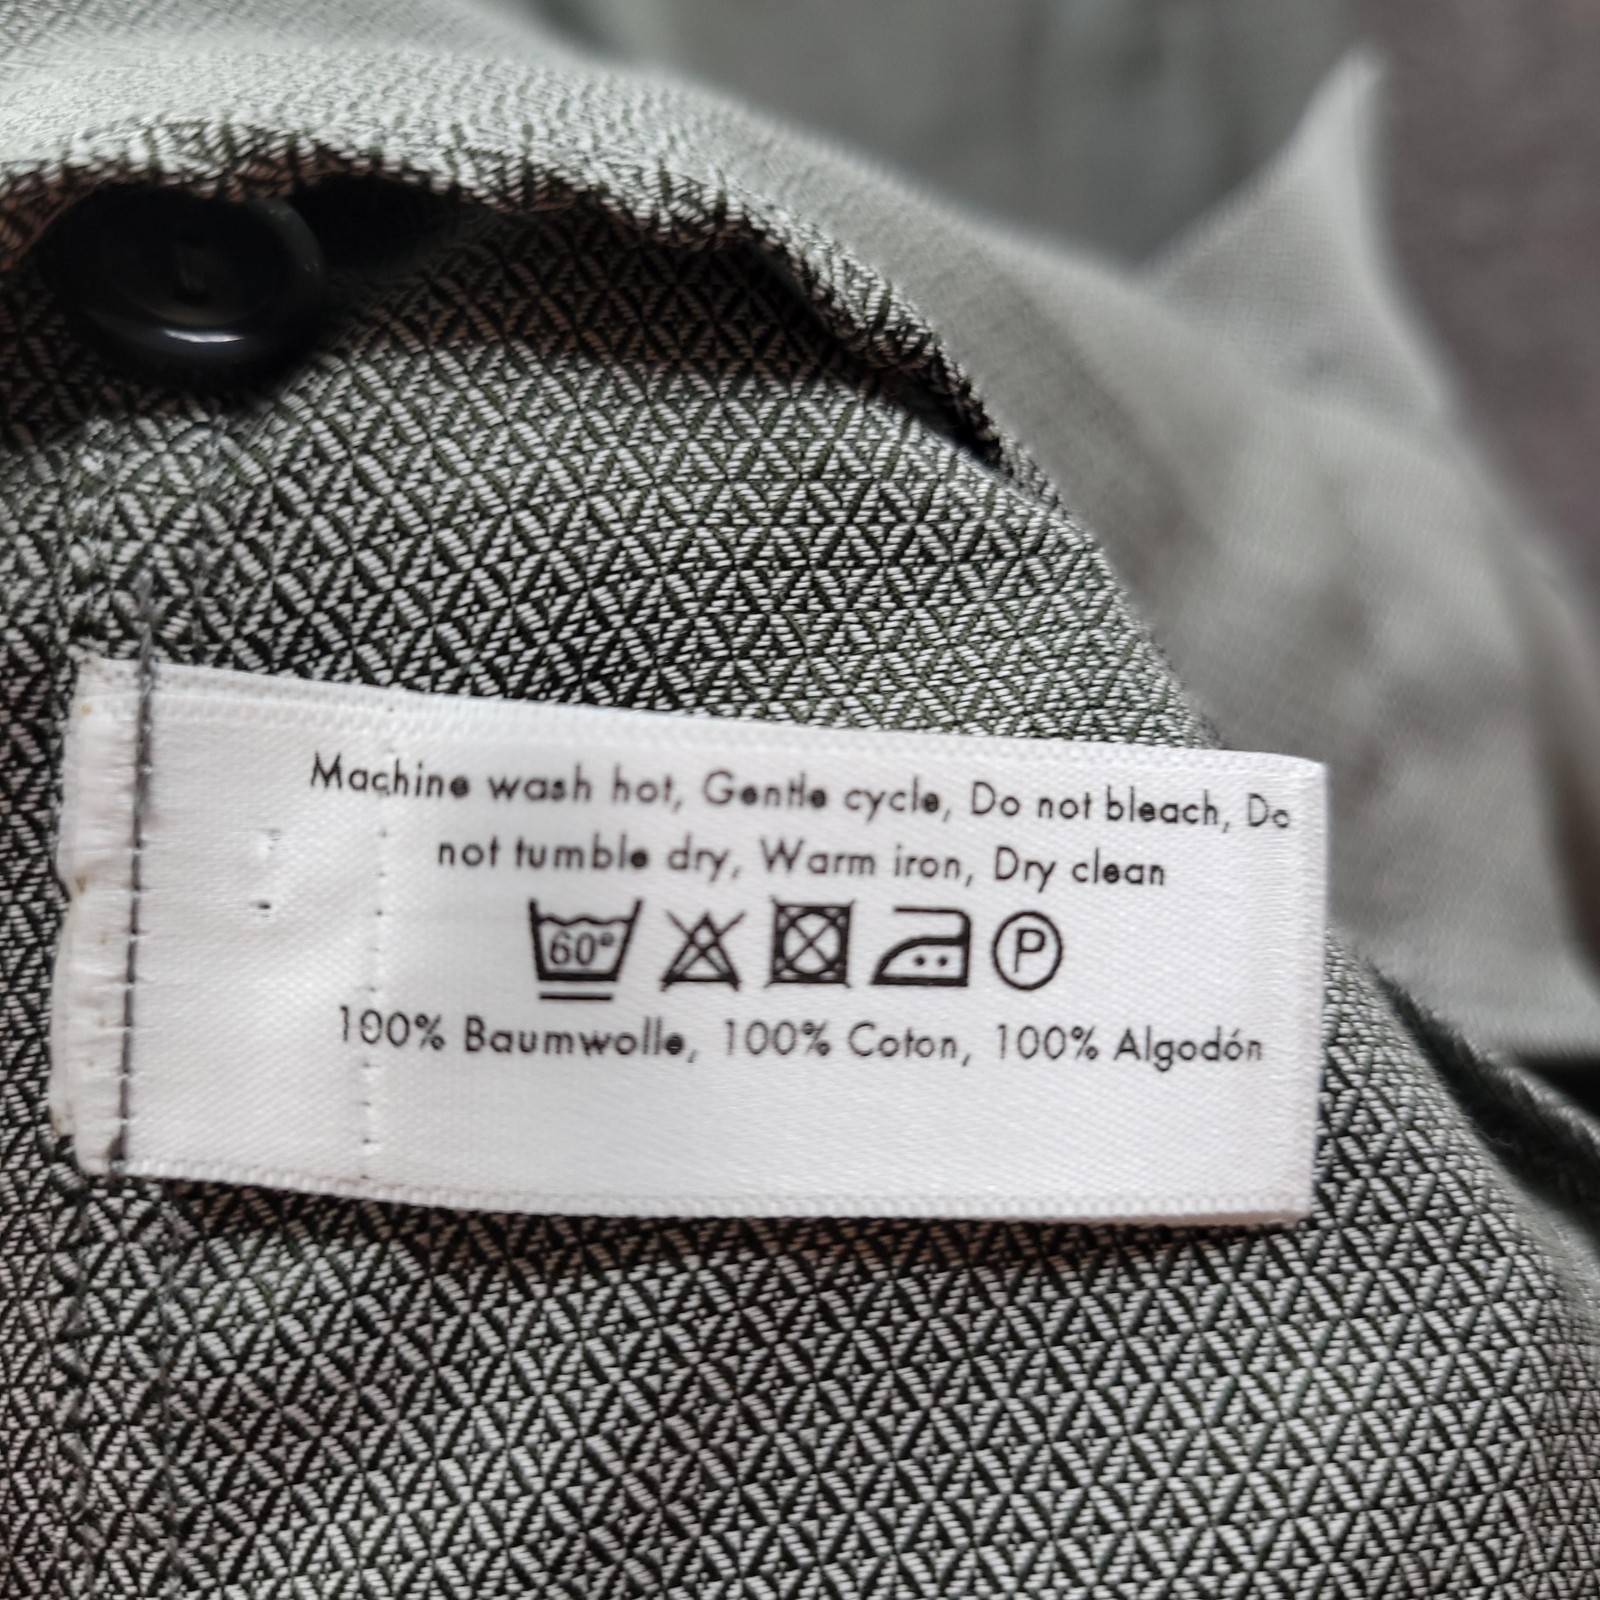 Machine wash hot, Gentle cycle, Do not bleach, Do
not tumble dry, Warm iron, Dry clean
60° P
100% Baumwolle, 100% Coton, 100% Algodón